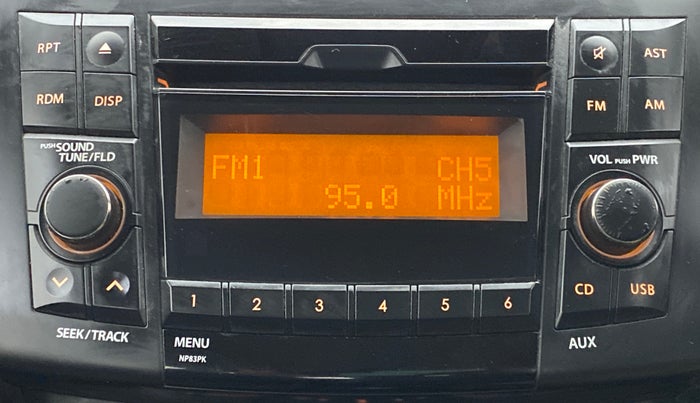 RPT
AST
RDM DISP
FM AM
PUSH SOUND
TUNE/FLD
VOL PUSH PWR
FM1 CH5
95.0 MHz
CD USB
1 2 3 4 5 6
SEEK/TRACK
MENU
AUX
NP83PK